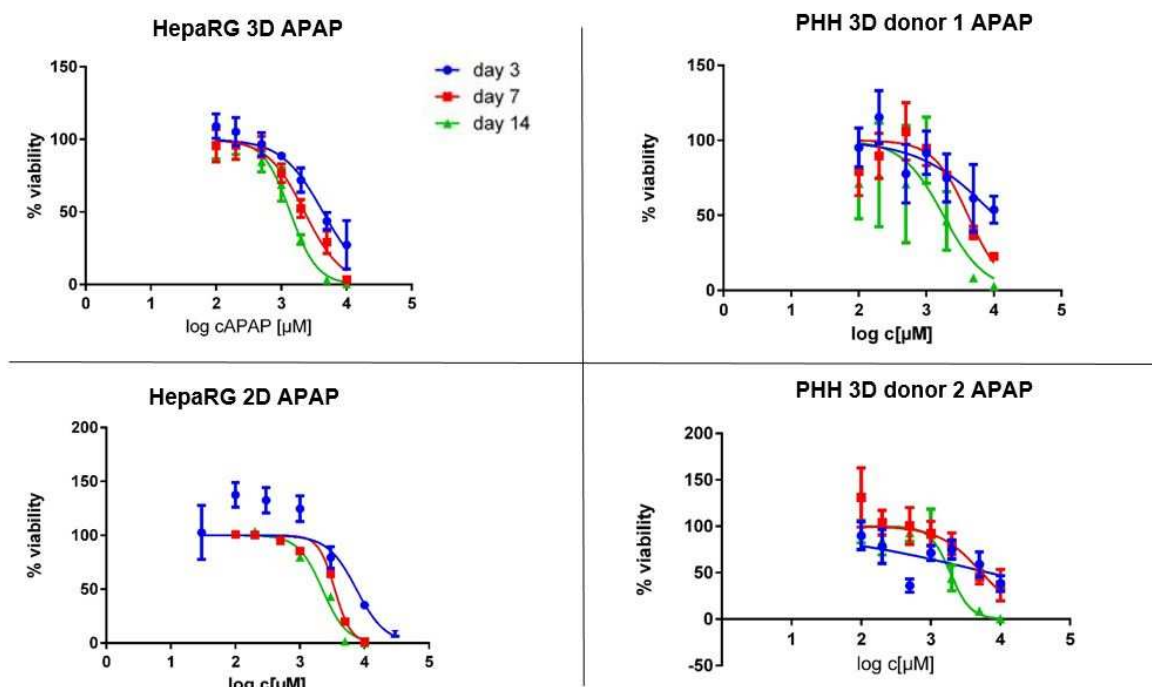 HepaRG 3D APAP
150
100
50
0
% viability
0 1 2 3 4 5
log cAPAP [µM]
day 3
day 7
day 14
PHH 3D donor 1 APAP
150
100
50
0
% viability
0 1 2 3 4 5
log c[µM]
HepaRG 2D APAP
200
150
100
50
0
% viability
0 1 2 3 4 5
log c[µM]
PHH 3D donor 2 APAP
200
150
100
50
0
-50
% viability
1 2 3 4 5
log c[µM]